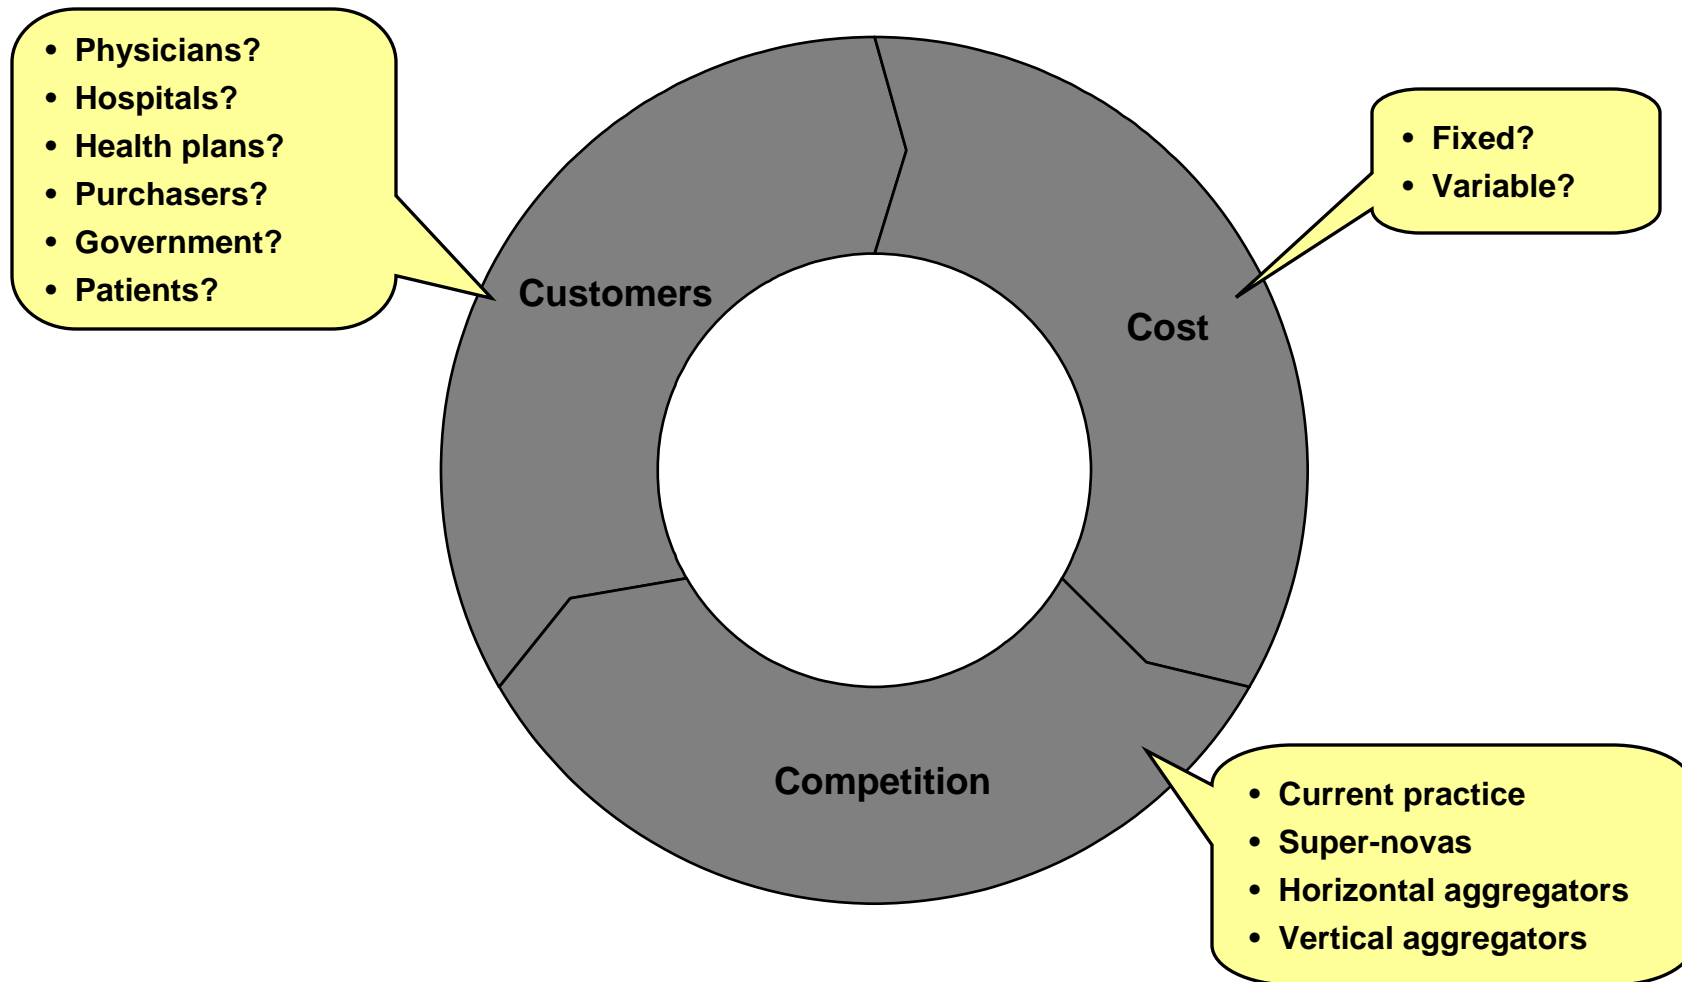 • Physicians?
• Hospitals?
• Health plans?
• Purchasers?
• Government?
• Patients?
Customers
• Fixed?
• Variable?
Cost
Competition
• Current practice
• Super-novas
• Horizontal aggregators
• Vertical aggregators